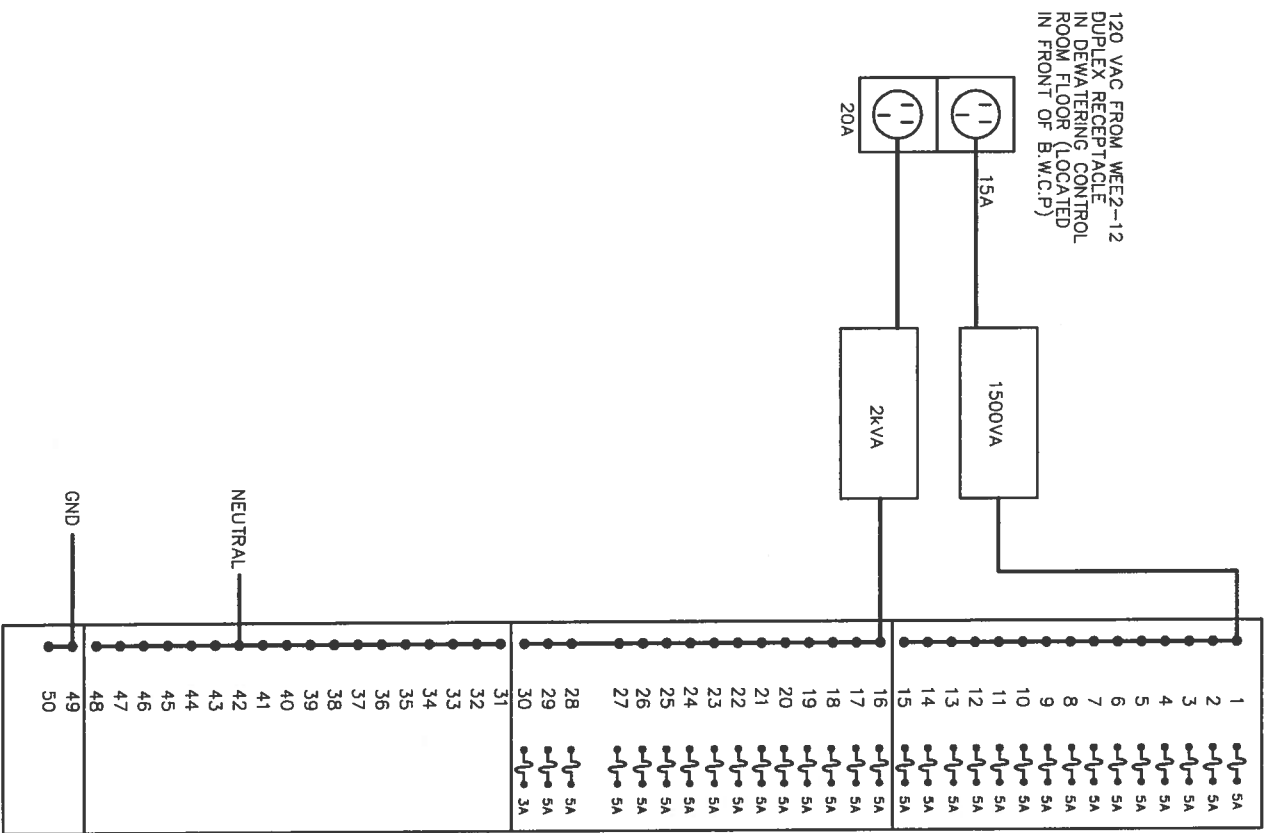 120 VAC FROM WEE2-12
DUPLEX RECEPTACLE
IN DEWATERING CONTROL
ROOM FLOOR (LOCATED
IN FRONT OF B.W.C.P)
15A
20A
1500VA
2kVA
NEUTRAL
GND
1 5A
2 5A
3 5A
4 5A
5 5A
6 5A
7 5A
8 5A
9 5A
10 5A
11 5A
12 5A
13 5A
14 5A
15 5A
16 5A
17 5A
18 5A
19 5A
20 5A
21 5A
22 5A
23 5A
24 5A
25 5A
26 5A
27 5A
28 5A
29 5A
30 3A
31
32
33
34
35
36
37
38
39
40
41
42
43
44
45
46
47
48
49
50